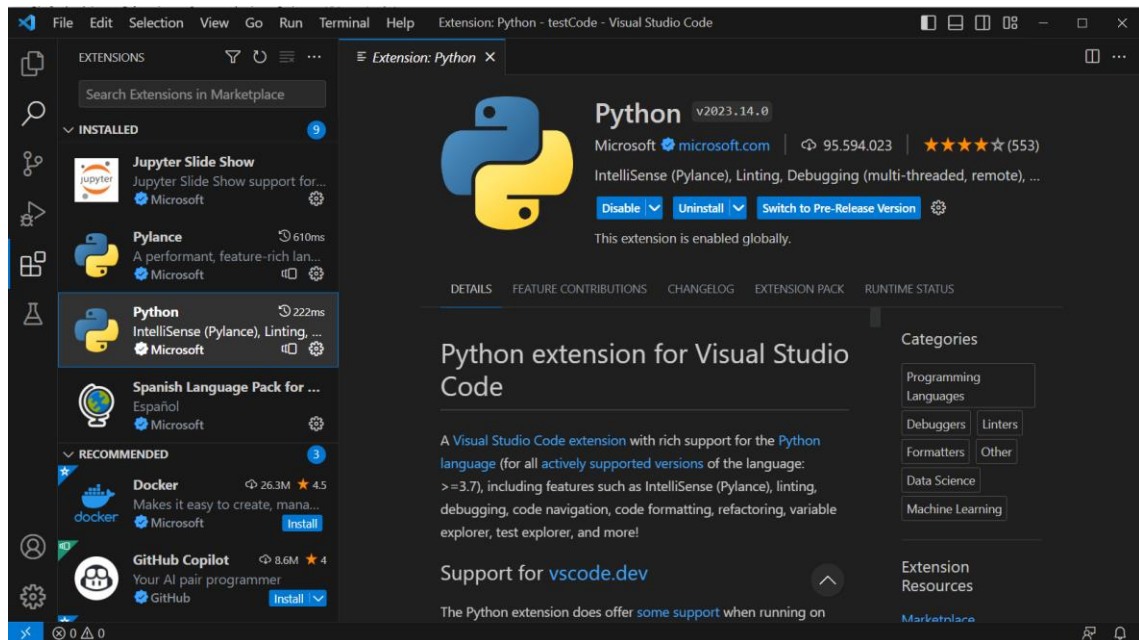 File Edit Selection View Go Run Terminal Help Extension: Python - testCode - Visual Studio Code
EXTENSIONS
Search Extensions in Marketplace
INSTALLED 9
Jupyter Slide Show
Jupyter Slide Show support for...
Microsoft
Pylance 610ms
A performant, feature-rich lan...
Microsoft
Python 222ms
IntelliSense (Pylance), Linting, ...
Microsoft
Spanish Language Pack for ...
Español
Microsoft
RECOMMENDED 3
Docker 26.3M ★ 4.5
Makes it easy to create, mana...
Microsoft Install
GitHub Copilot 8.6M ★ 4
Your AI pair programmer
GitHub Install
jupyter
docker
Extension: Python
Python v2023.14.0
Microsoft microsoft.com 95.594.023 ★★★★☆ (553)
IntelliSense (Pylance), Linting, Debugging (multi-threaded, remote), ...
Disable Uninstall Switch to Pre-Release Version
This extension is enabled globally.
DETAILS FEATURE CONTRIBUTIONS CHANGELOG EXTENSION PACK RUNTIME STATUS
Python extension for Visual Studio
Code
A Visual Studio Code extension with rich support for the Python
language (for all actively supported versions of the language:
>=3.7), including features such as IntelliSense (Pylance), linting,
debugging, code navigation, code formatting, refactoring, variable
explorer, test explorer, and more!
Support for vscode.dev
The Python extension does offer some support when running on
Categories
Programming
Languages
Debuggers Linters
Formatters Other
Data Science
Machine Learning
Extension
Resources
Marketplace
0 0